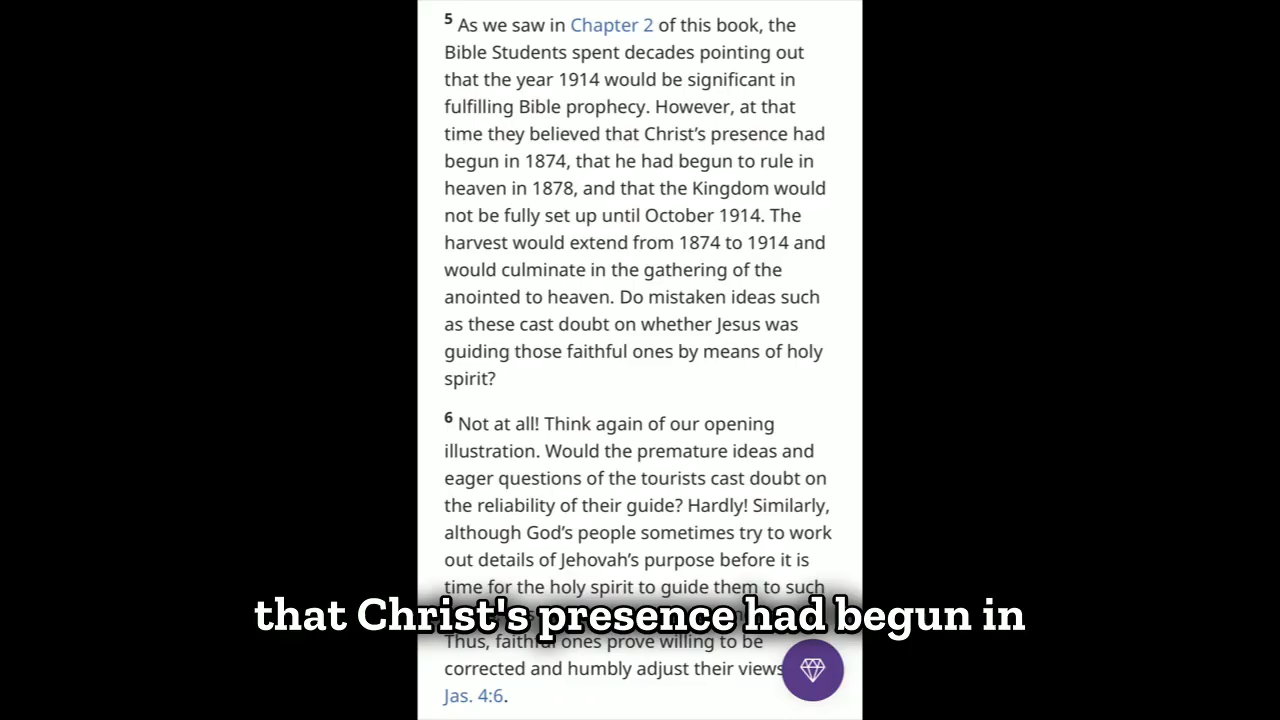 5 As we saw in Chapter 2 of this book, the
Bible Students spent decades pointing out
that the year 1914 would be significant in
fulfilling Bible prophecy. However, at that
time they believed that Christ’s presence had
begun in 1874, that he had begun to rule in
heaven in 1878, and that the Kingdom would
not be fully set up until October 1914. The
harvest would extend from 1874 to 1914 and
would culminate in the gathering of the
anointed to heaven. Do mistaken ideas such
as these cast doubt on whether Jesus was
guiding those faithful ones by means of holy
spirit?
6 Not at all! Think again of our opening
illustration. Would the premature ideas and
eager questions of the tourists cast doubt on
the reliability of their guide? Hardly! Similarly,
although God’s people sometimes try to work
out details of Jehovah’s purpose before it is
time for the holy spirit to guide them to such
that Christ's presence had begun in
Thus, faithful ones prove willing to be
corrected and humbly adjust their views
Jas. 4:6.